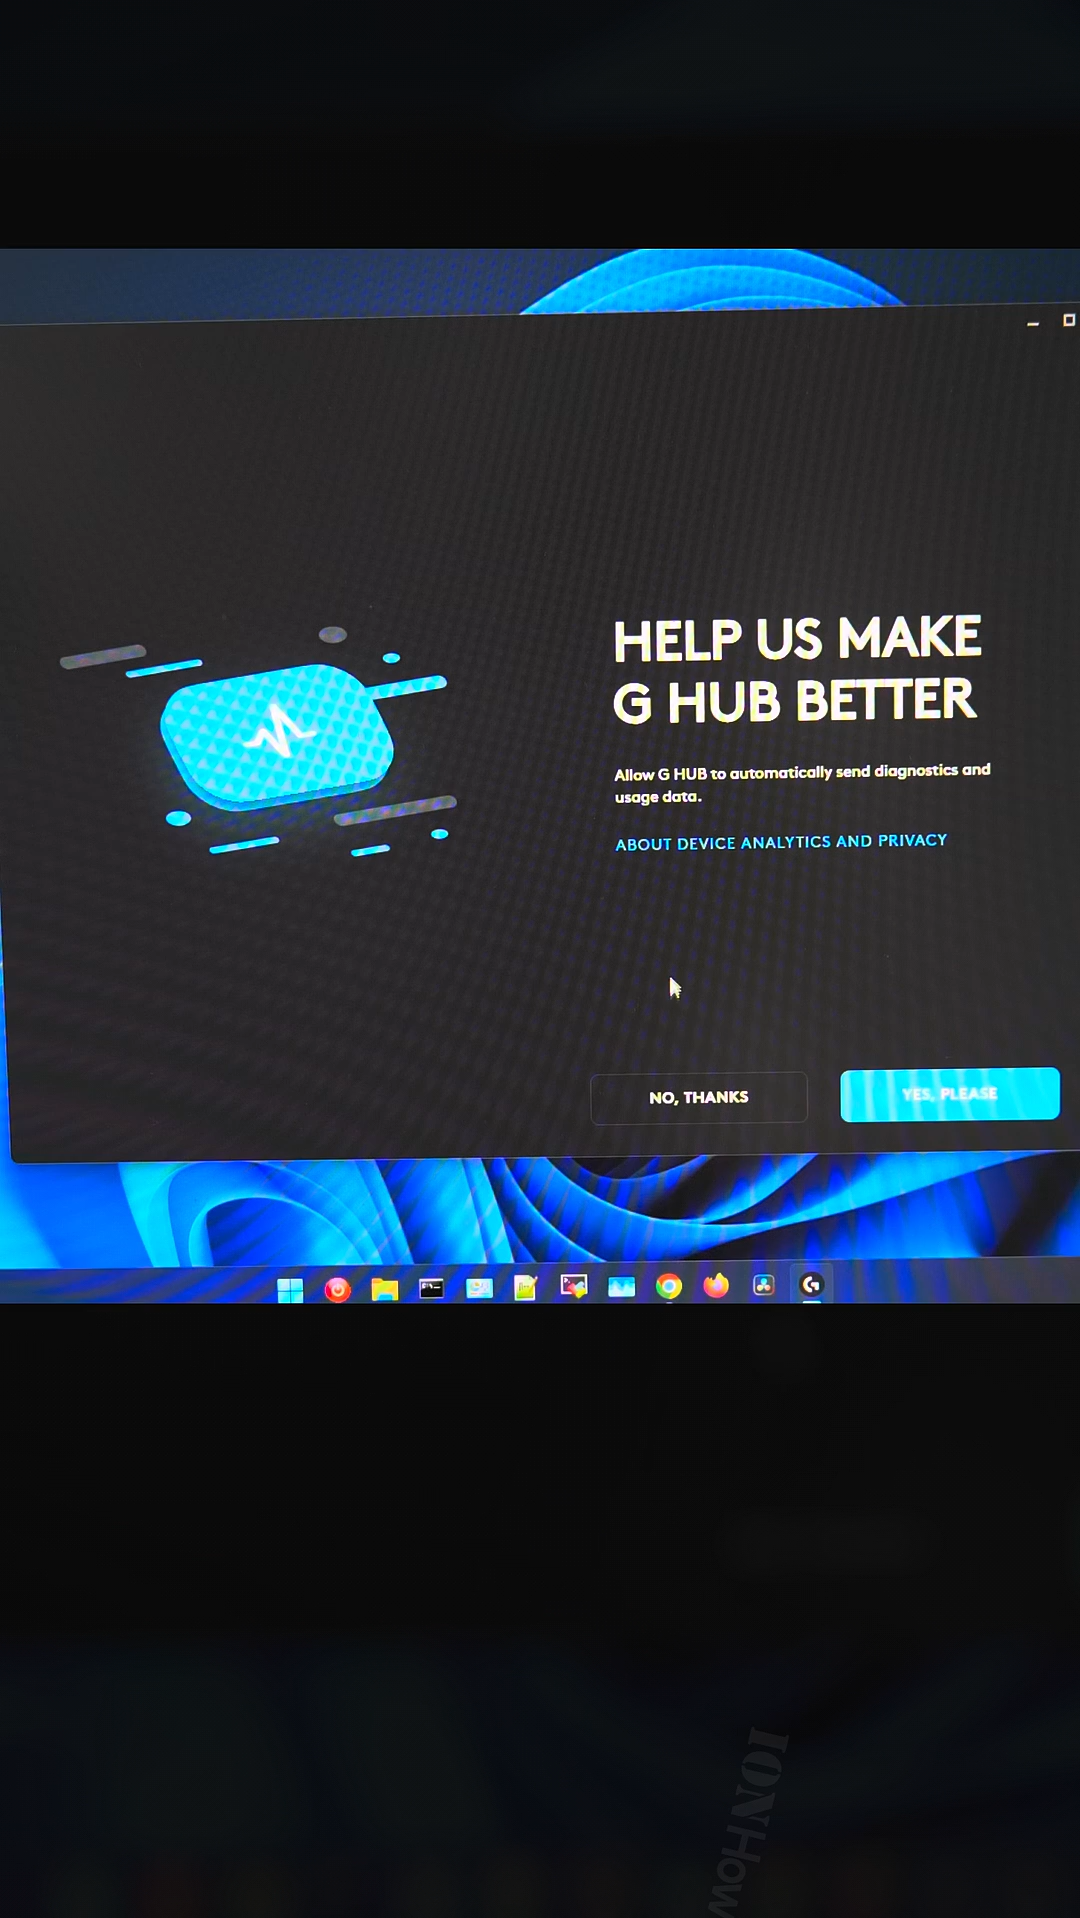 HELP US MAKE
G HUB BETTER
Allow G HUB to automatically send diagnostics and
usage data.
ABOUT DEVICE ANALYTICS AND PRIVACY
NO, THANKS
YES, PLEASE
IONHow